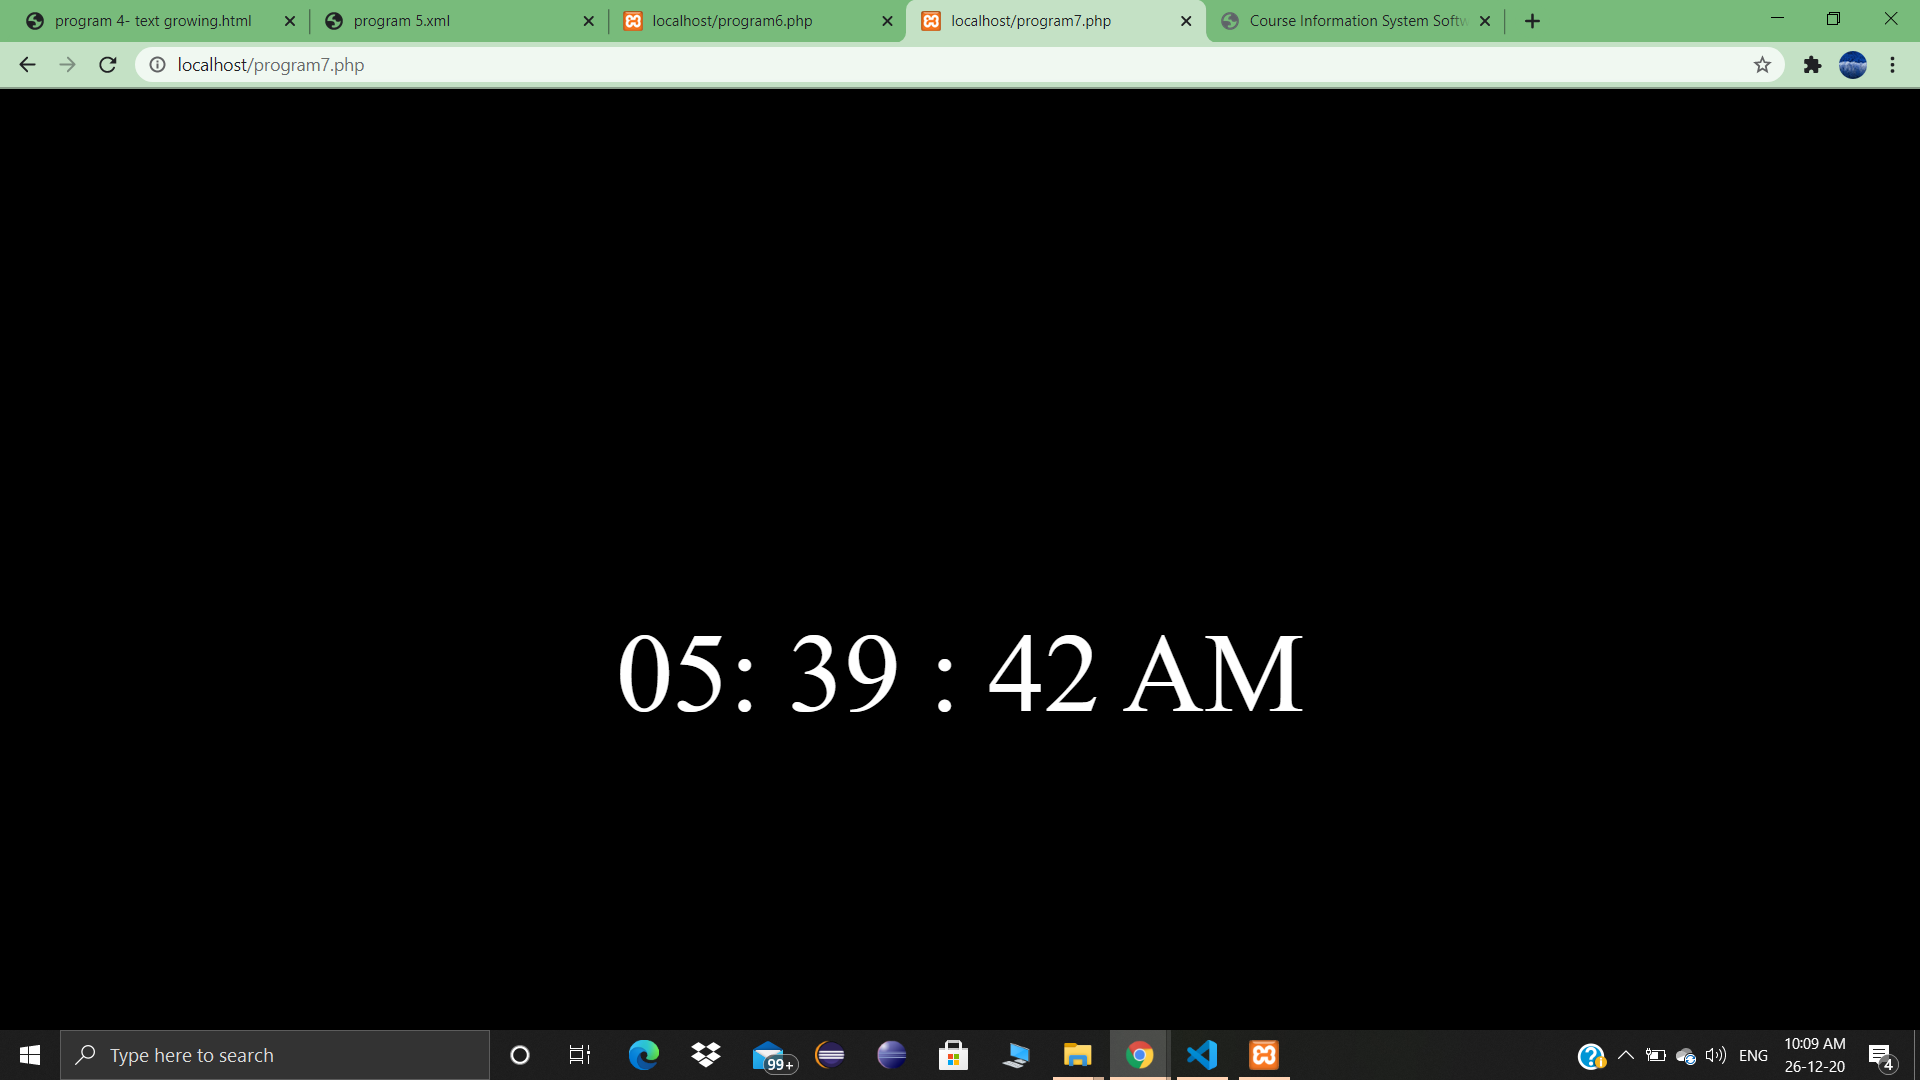 program 4- text growing.html
program 5.xml
localhost/program6.php
localhost/program7.php
Course Information System Softw
localhost/program7.php
05: 39 : 42 AM
Type here to search
99+
ENG
10:09 AM
26-12-20
4